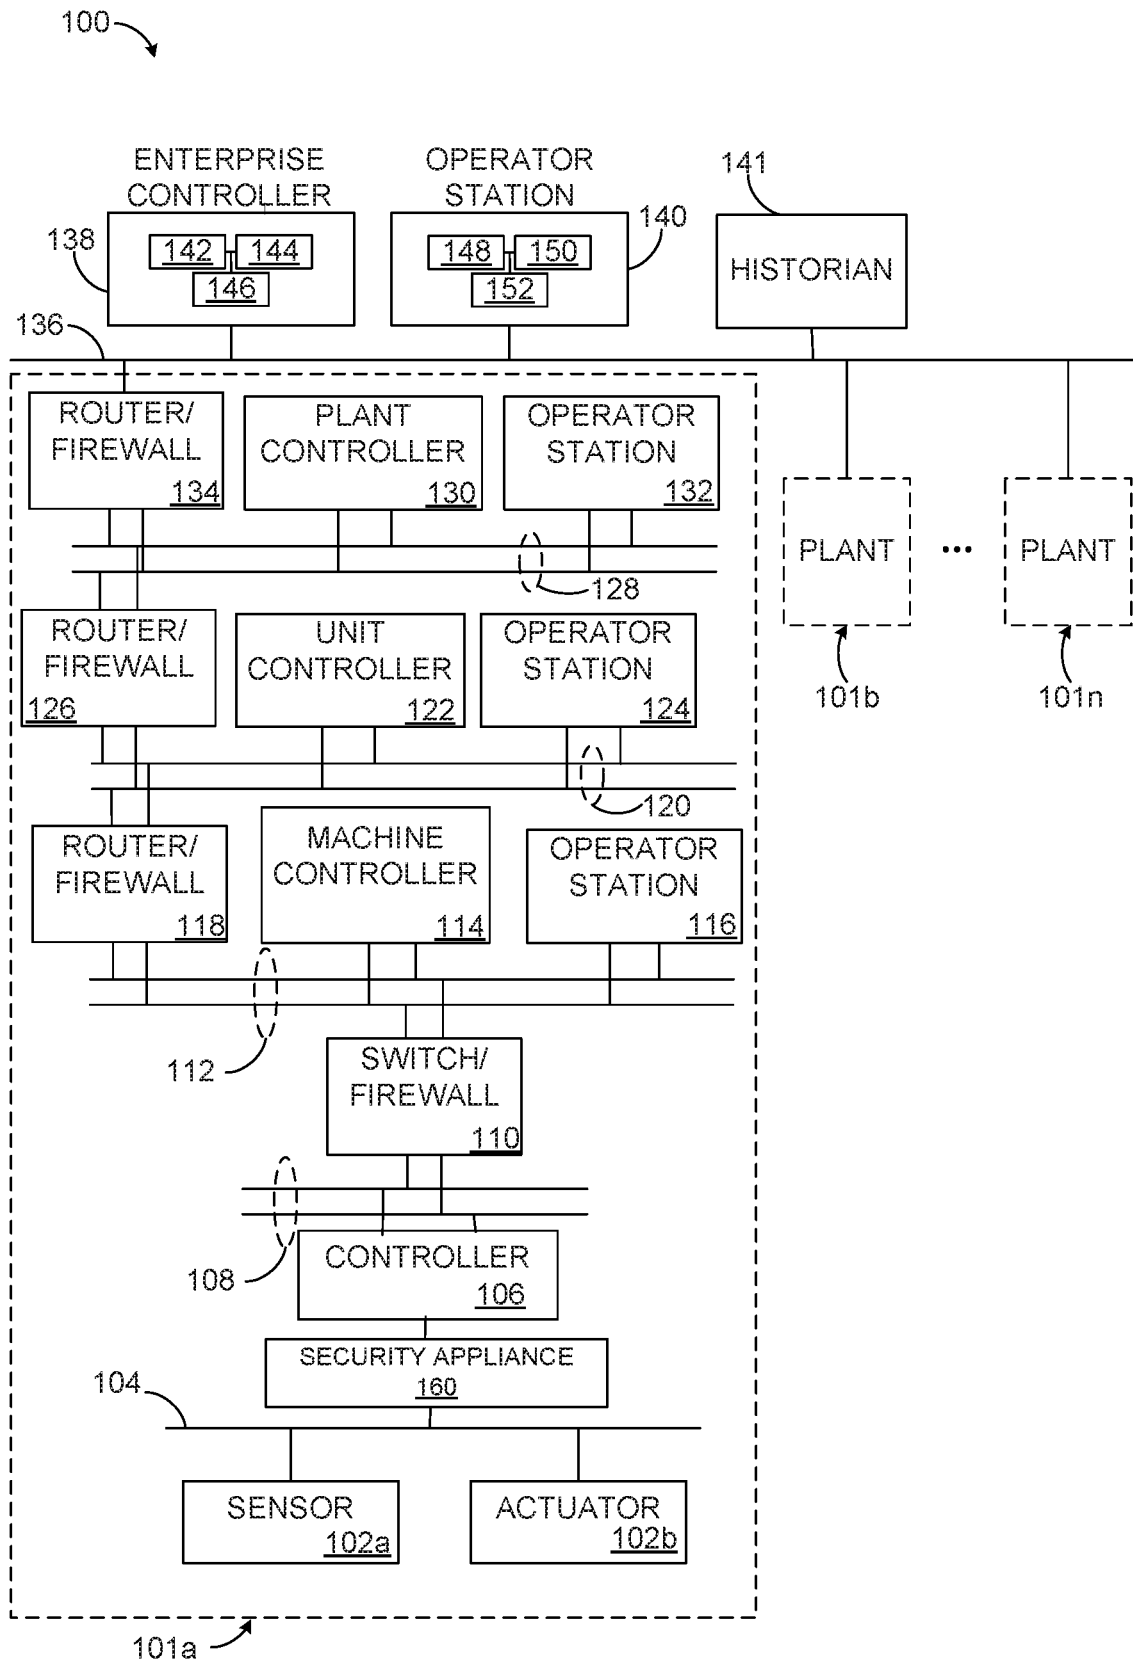 100
ENTERPRISE
CONTROLLER
OPERATOR
STATION
141
138
142
144
146
148
150
152
140
HISTORIAN
136
ROUTER/
FIREWALL
134
PLANT
CONTROLLER
130
OPERATOR
STATION
132
128
PLANT
...
PLANT
101b
101n
ROUTER/
FIREWALL
126
UNIT
CONTROLLER
122
OPERATOR
STATION
124
120
ROUTER/
FIREWALL
118
MACHINE
CONTROLLER
114
OPERATOR
STATION
116
112
SWITCH/
FIREWALL
110
108
CONTROLLER
106
SECURITY APPLIANCE
160
104
SENSOR
102a
ACTUATOR
102b
101a